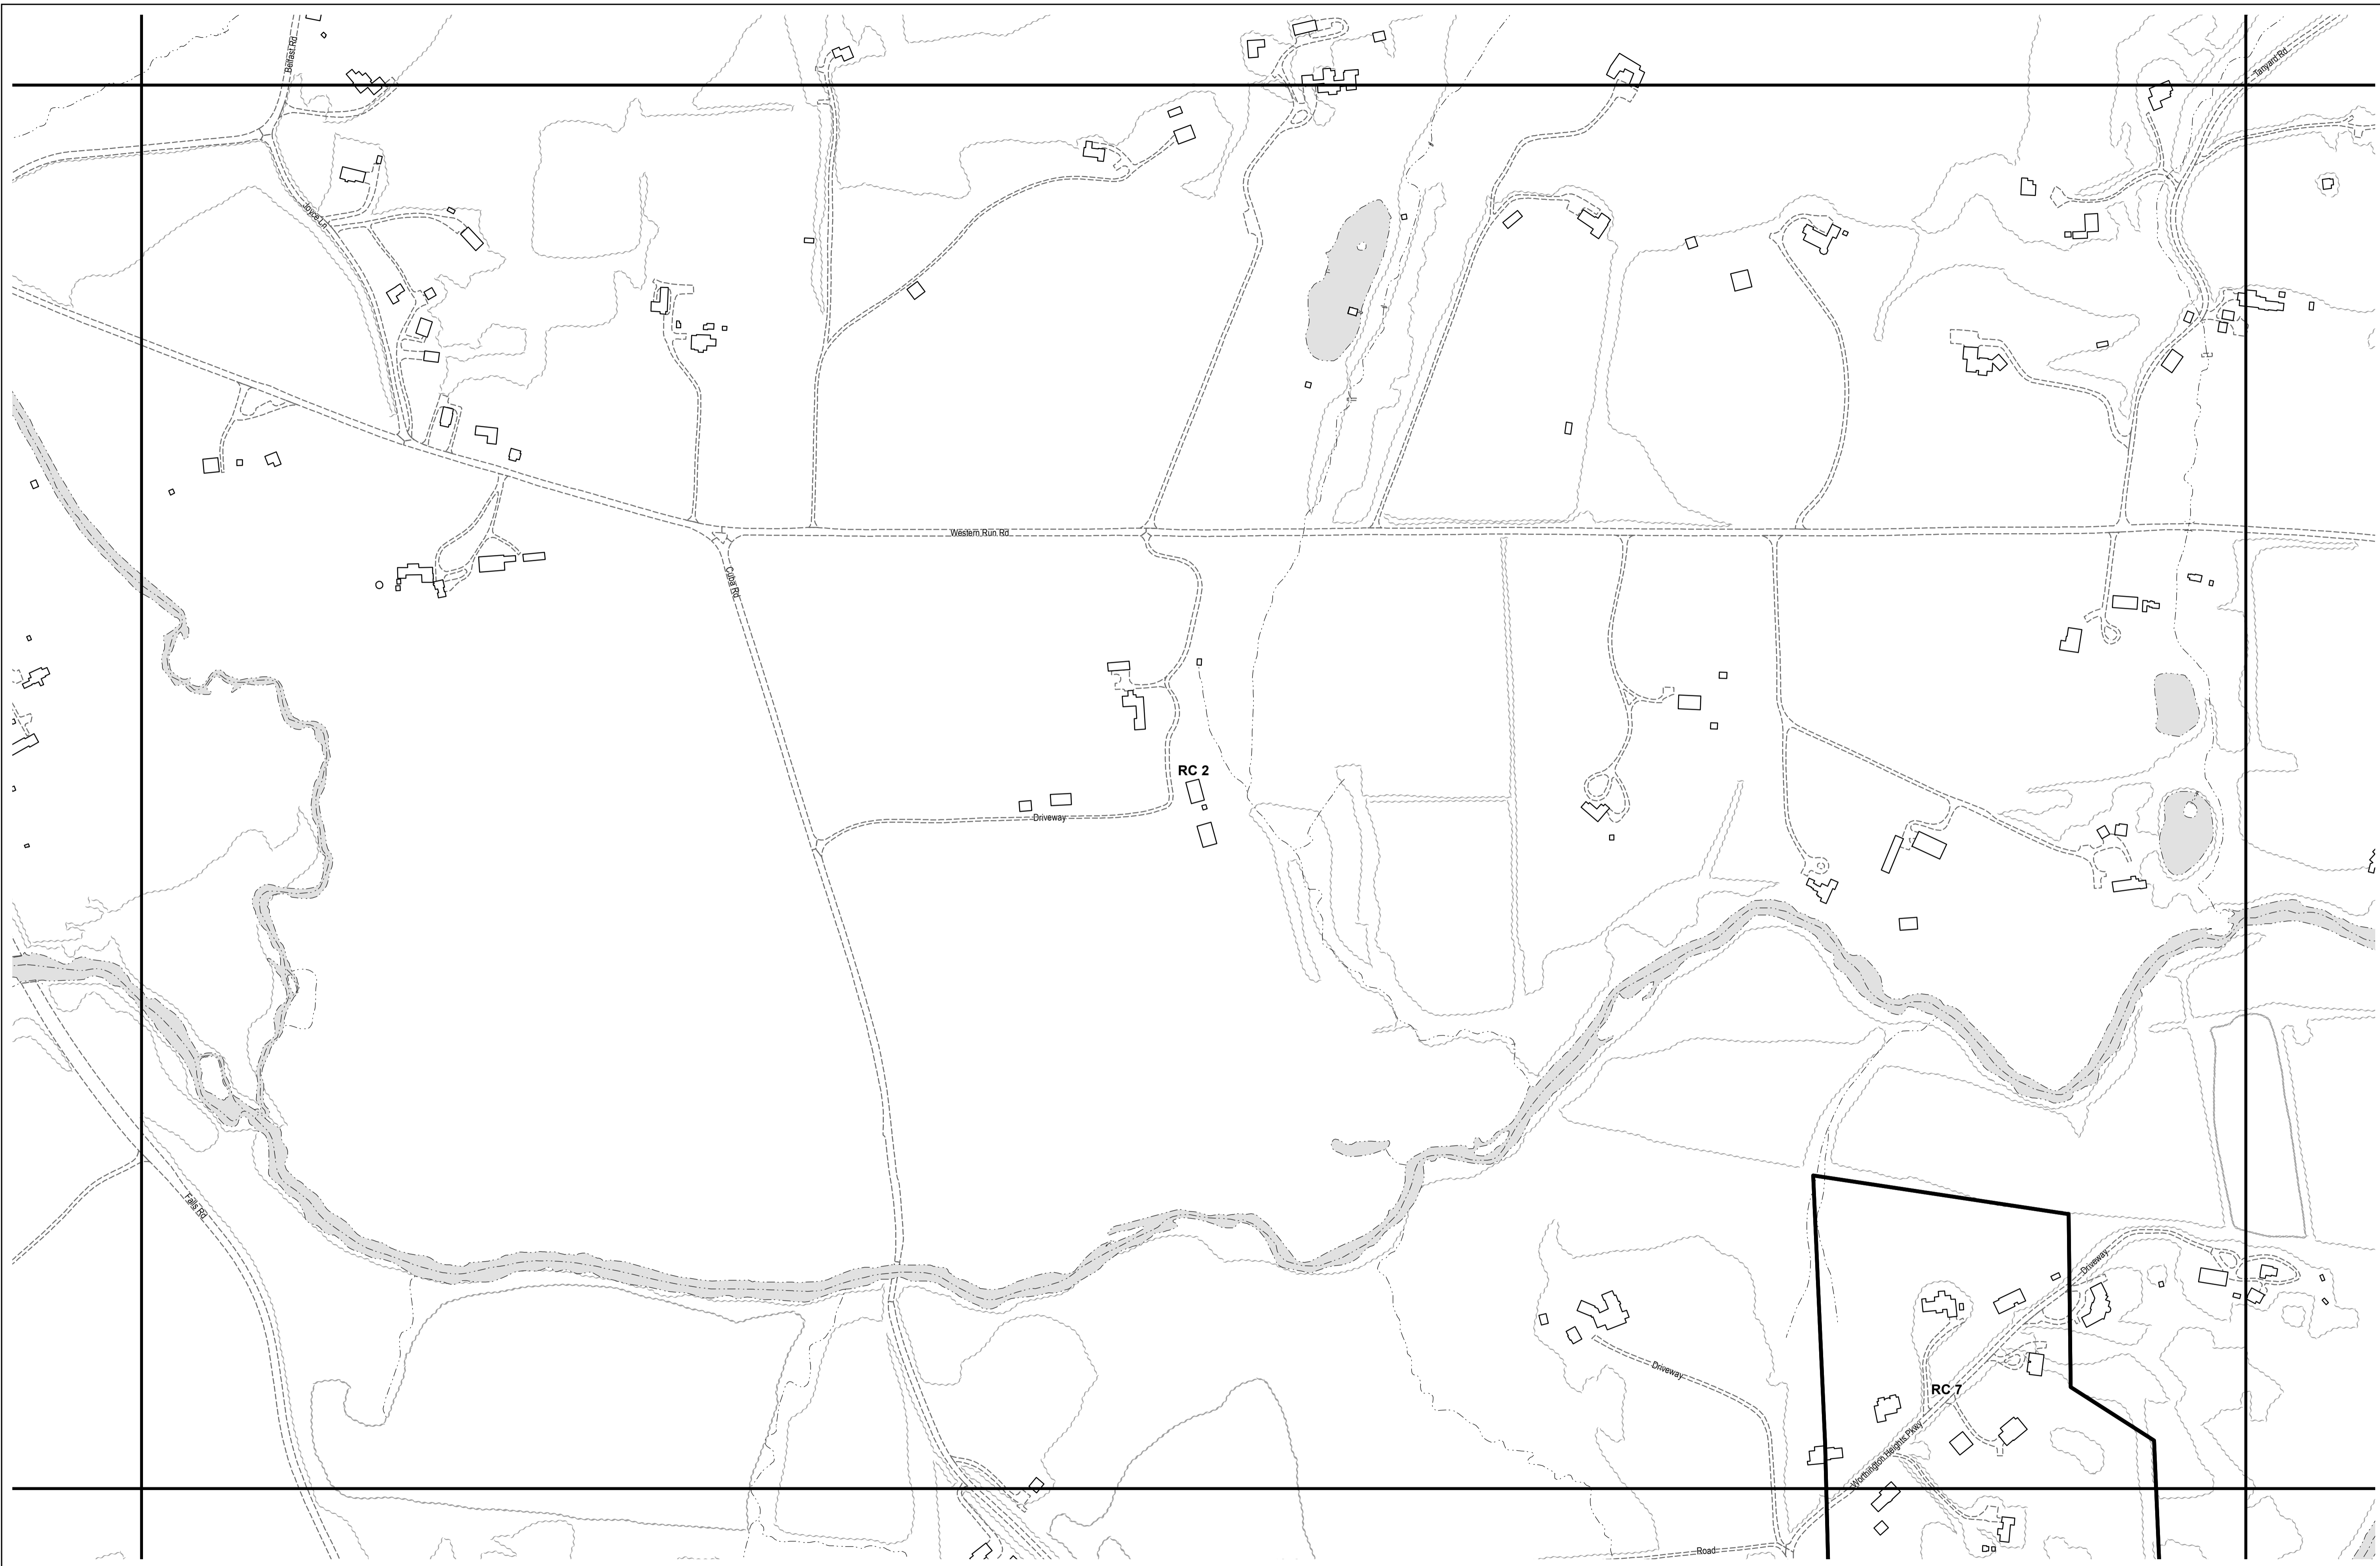 Belfast Rd
Tanyard Rd
Joyce Ln
Western Run Rd
Cuba Rd
RC 2
Driveway
Falls Rd
Driveway
Driveway
RC 7
Worthington Heights Pkwy
Road